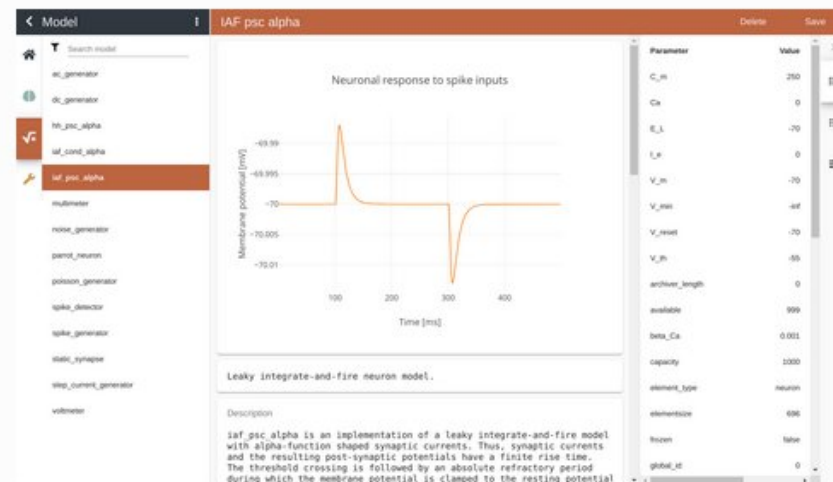 Model
IAF psc alpha
Delete
Save
Search model
ac_generator
dc_generator
hh_psc_alpha
iaf_cond_alpha
iaf_psc_alpha
multimeter
noise_generator
parrot_neuron
poisson_generator
spike_detector
spike_generator
static_synapse
step_current_generator
voltmeter
Neuronal response to spike inputs
Membrane potential [mV]
−69.99
−69.995
−70
−70.005
−70.01
100 200 300 400
Time [ms]
Leaky integrate-and-fire neuron model.
Description
iaf_psc_alpha is an implementation of a leaky integrate-and-fire model
with alpha-function shaped synaptic currents. Thus, synaptic currents
and the resulting post-synaptic potentials have a finite rise time.
The threshold crossing is followed by an absolute refractory period
during which the membrane potential is clamped to the resting potential
Parameter Value
C_m 250
Ca 0
E_L -70
I_e 0
V_m -70
V_min -inf
V_reset -70
V_th -55
archiver_length 0
available 999
beta_Ca 0.001
capacity 1000
element_type neuron
elementsize 696
frozen false
global_id 0